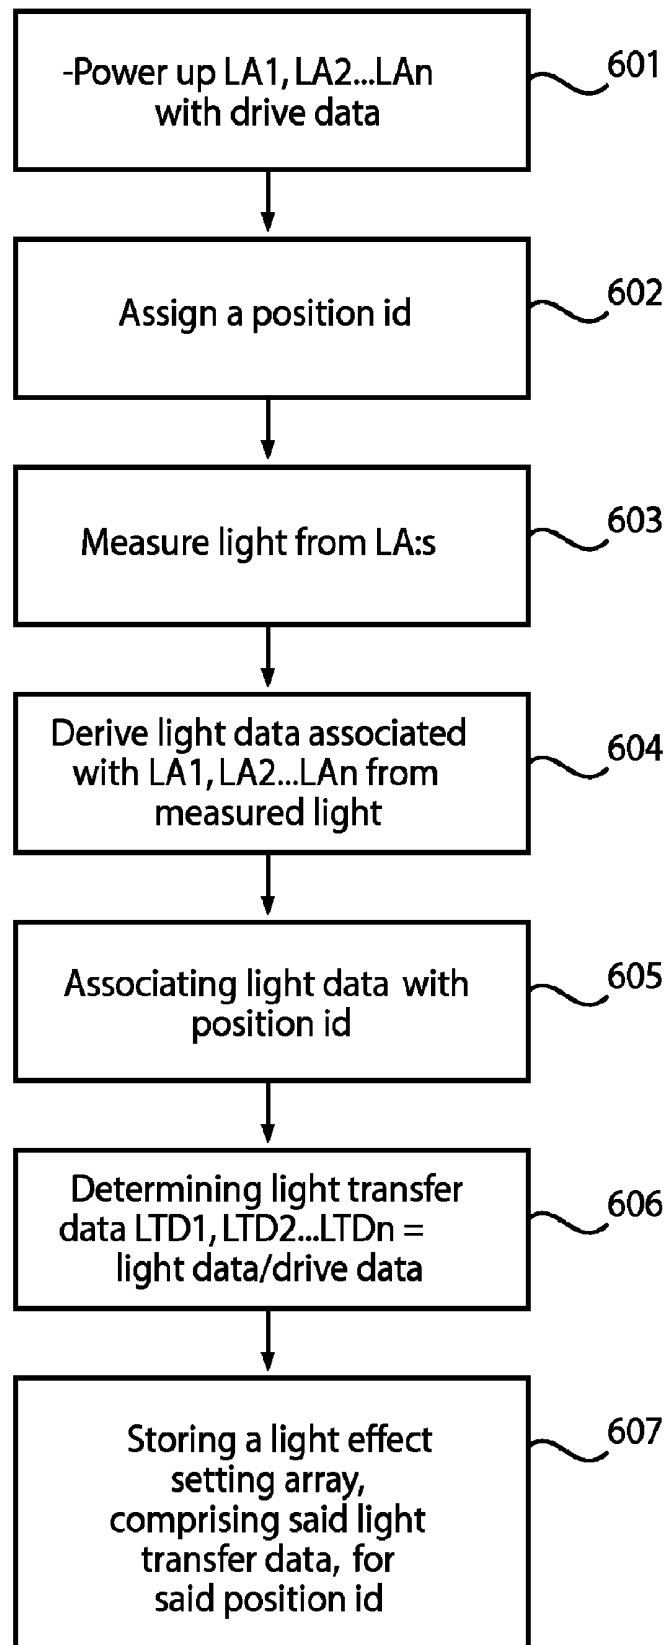 -Power up LA1, LA2...LAn
with drive data
601
Assign a position id
602
Measure light from LA:s
603
Derive light data associated
with LA1, LA2...LAn from
measured light
604
Associating light data with
position id
605
Determining light transfer
data LTD1, LTD2...LTDn =
light data/drive data
606
Storing a light effect
setting array,
comprising said light
transfer data, for
said position id
607